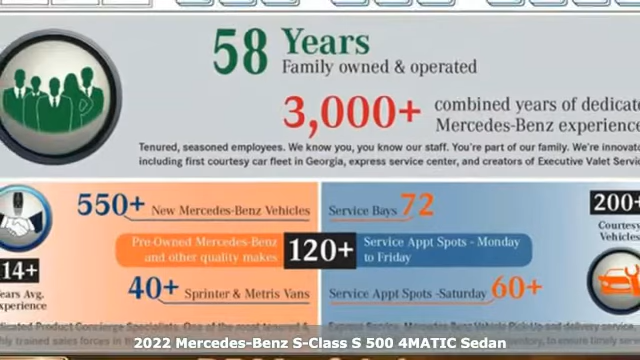 58 Years
Family owned & operated
3,000+ combined years of dedicate
Mercedes-Benz experience
Tenured, seasoned employees. We know you, you know our staff. You're part of our family. We're innovato
including first courtesy car fleet in Georgia, express service center, and creators of Executive Valet Servi
550+ New Mercedes-Benz Vehicles
Service Bays 72
200+
Courtesy
Vehicles
Pre-Owned Mercedes-Benz
and other quality makes
120+
Service Appt Spots - Monday
to Friday
14+
ears Avg.
xperience
40+ Sprinter & Metris Vans
Service Appt Spots -Saturday 60+
2022 Mercedes-Benz S-Class S 500 4MATIC Sedan